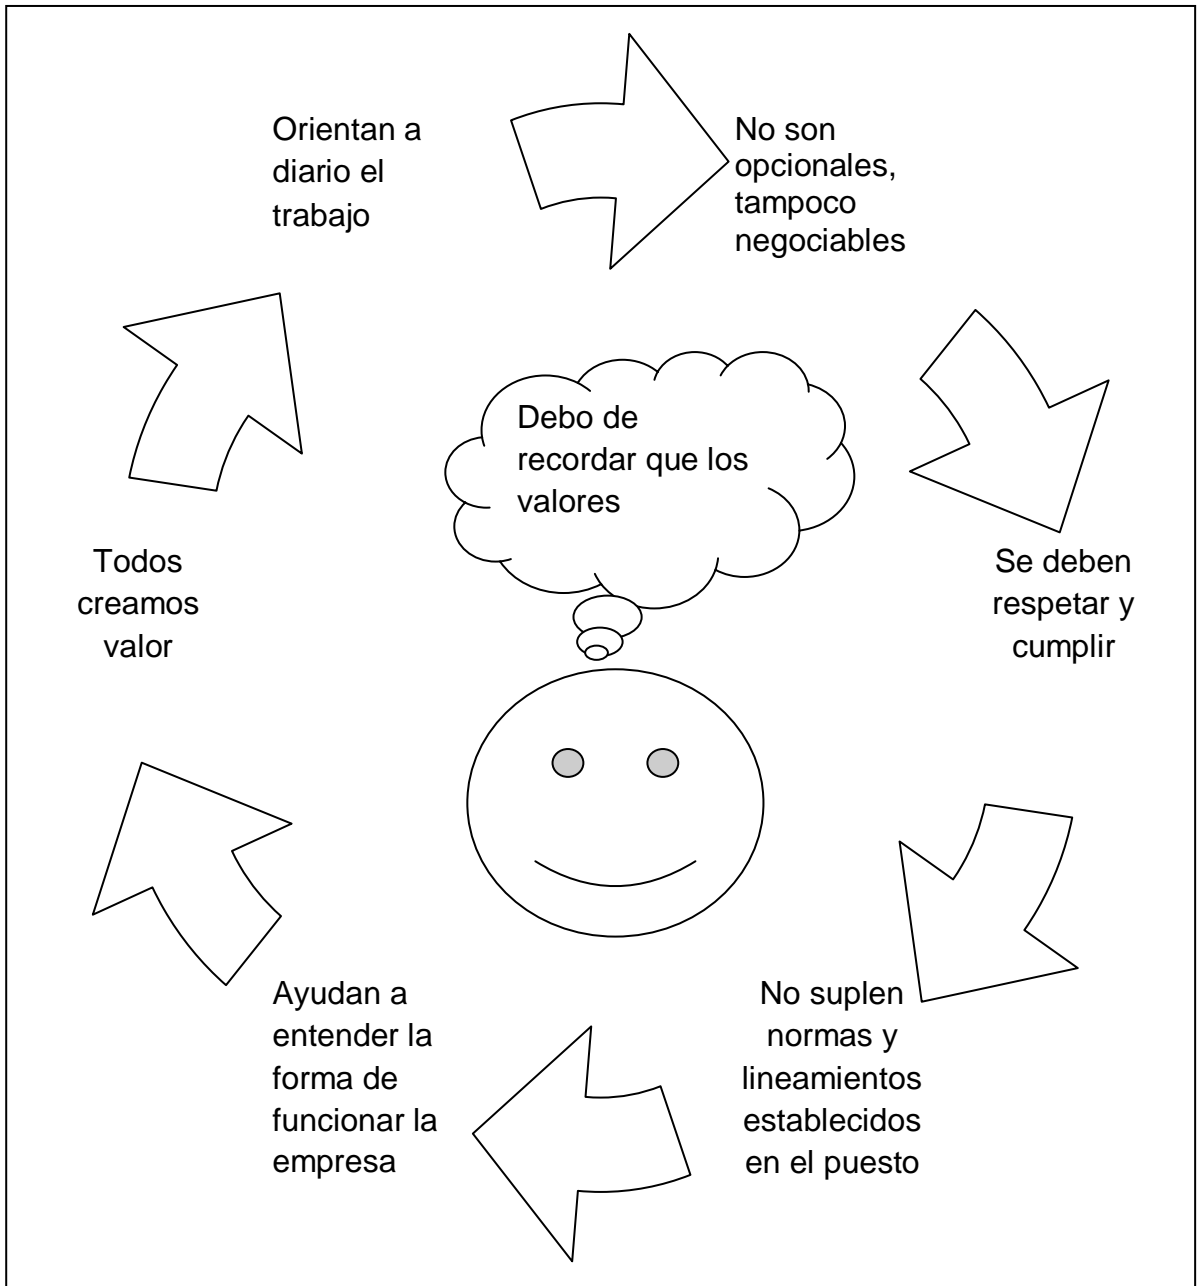 Orientan a
diario el
trabajo
No son
opcionales,
tampoco
negociables
Debo de
recordar que los
valores
Se deben
respetar y
cumplir
No suplen
normas y
lineamientos
establecidos
en el puesto
Ayudan a
entender la
forma de
funcionar la
empresa
Todos
creamos
valor